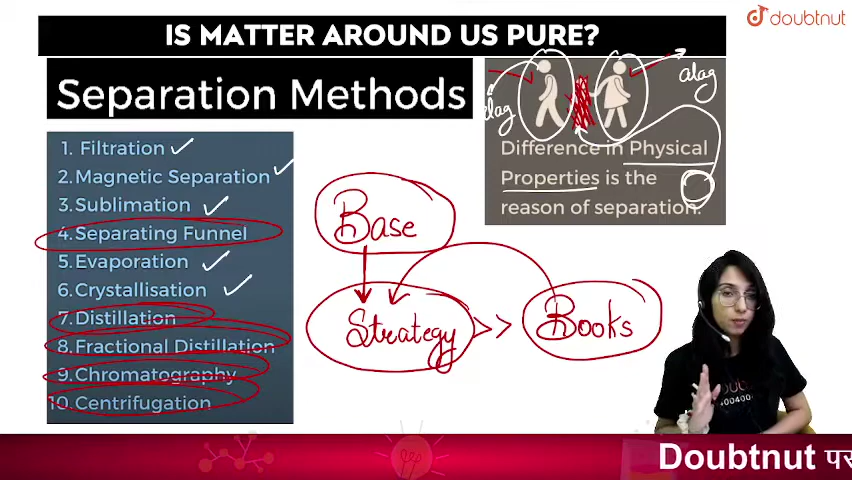 doubtnut
IS MATTER AROUND US PURE?
Separation Methods
1. Filtration
2. Magnetic Separation
3. Sublimation
4. Separating Funnel
5. Evaporation
6. Crystallisation
7. Distillation
8. Fractional Distillation
9. Chromatography
10. Centrifugation
alag
alag
Difference in Physical
Properties is the
reason of separation.
Base
Strategy >> Books
Doubtnut पर